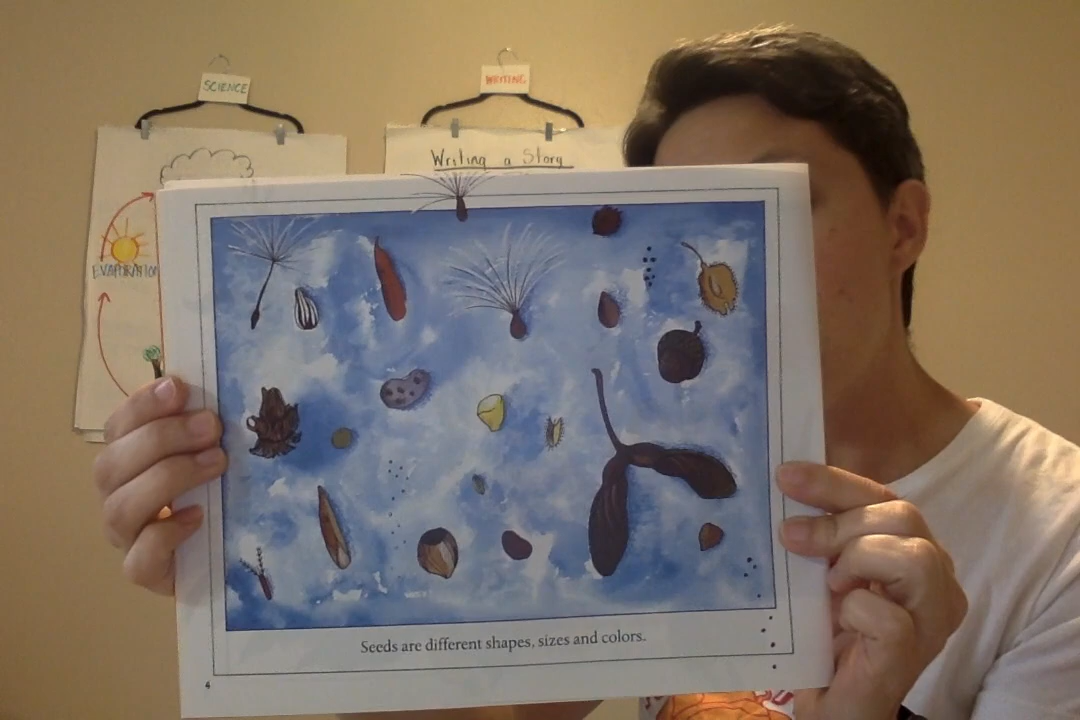 SCIENCE
WRITING
Writing a Story
EVAPORATION
Seeds are different shapes, sizes and colors.
4